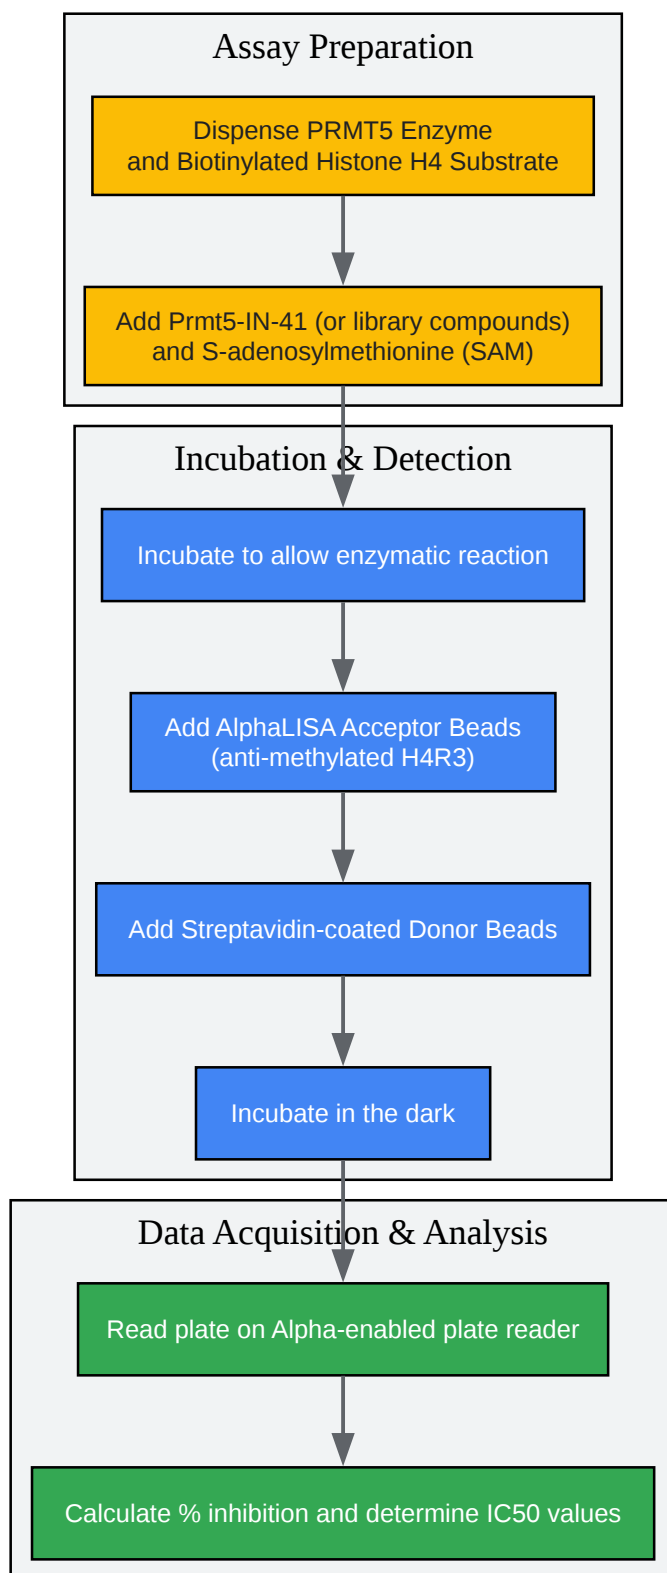 Assay Preparation
Dispense PRMT5 Enzyme
and Biotinylated Histone H4 Substrate
Add Prmt5-IN-41 (or library compounds)
and S-adenosylmethionine (SAM)
Incubation & Detection
Incubate to allow enzymatic reaction
Add AlphaLISA Acceptor Beads
(anti-methylated H4R3)
Add Streptavidin-coated Donor Beads
Incubate in the dark
Data Acquisition & Analysis
Read plate on Alpha-enabled plate reader
Calculate % inhibition and determine IC50 values